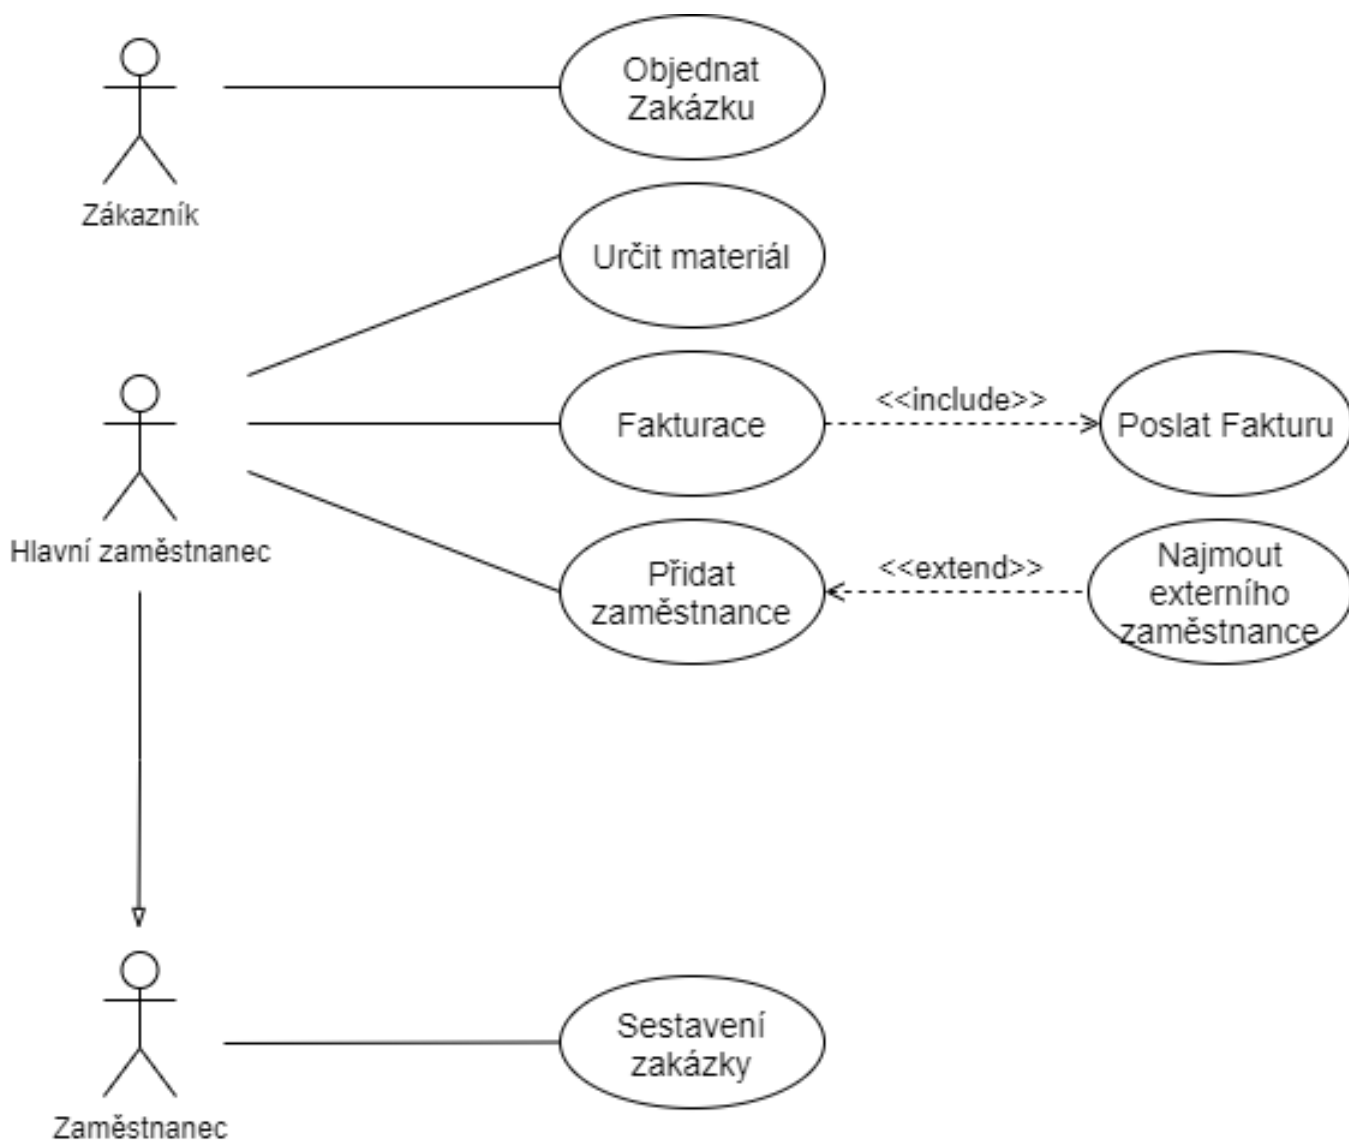 Objednat
Zakázku
Zákazník
Určit materiál
Fakturace
<<include>>
Poslat Fakturu
Hlavní zaměstnanec
Přidat
zaměstnance
<<extend>>
Najmout
externího
zaměstnance
Sestavení
zakázky
Zaměstnanec